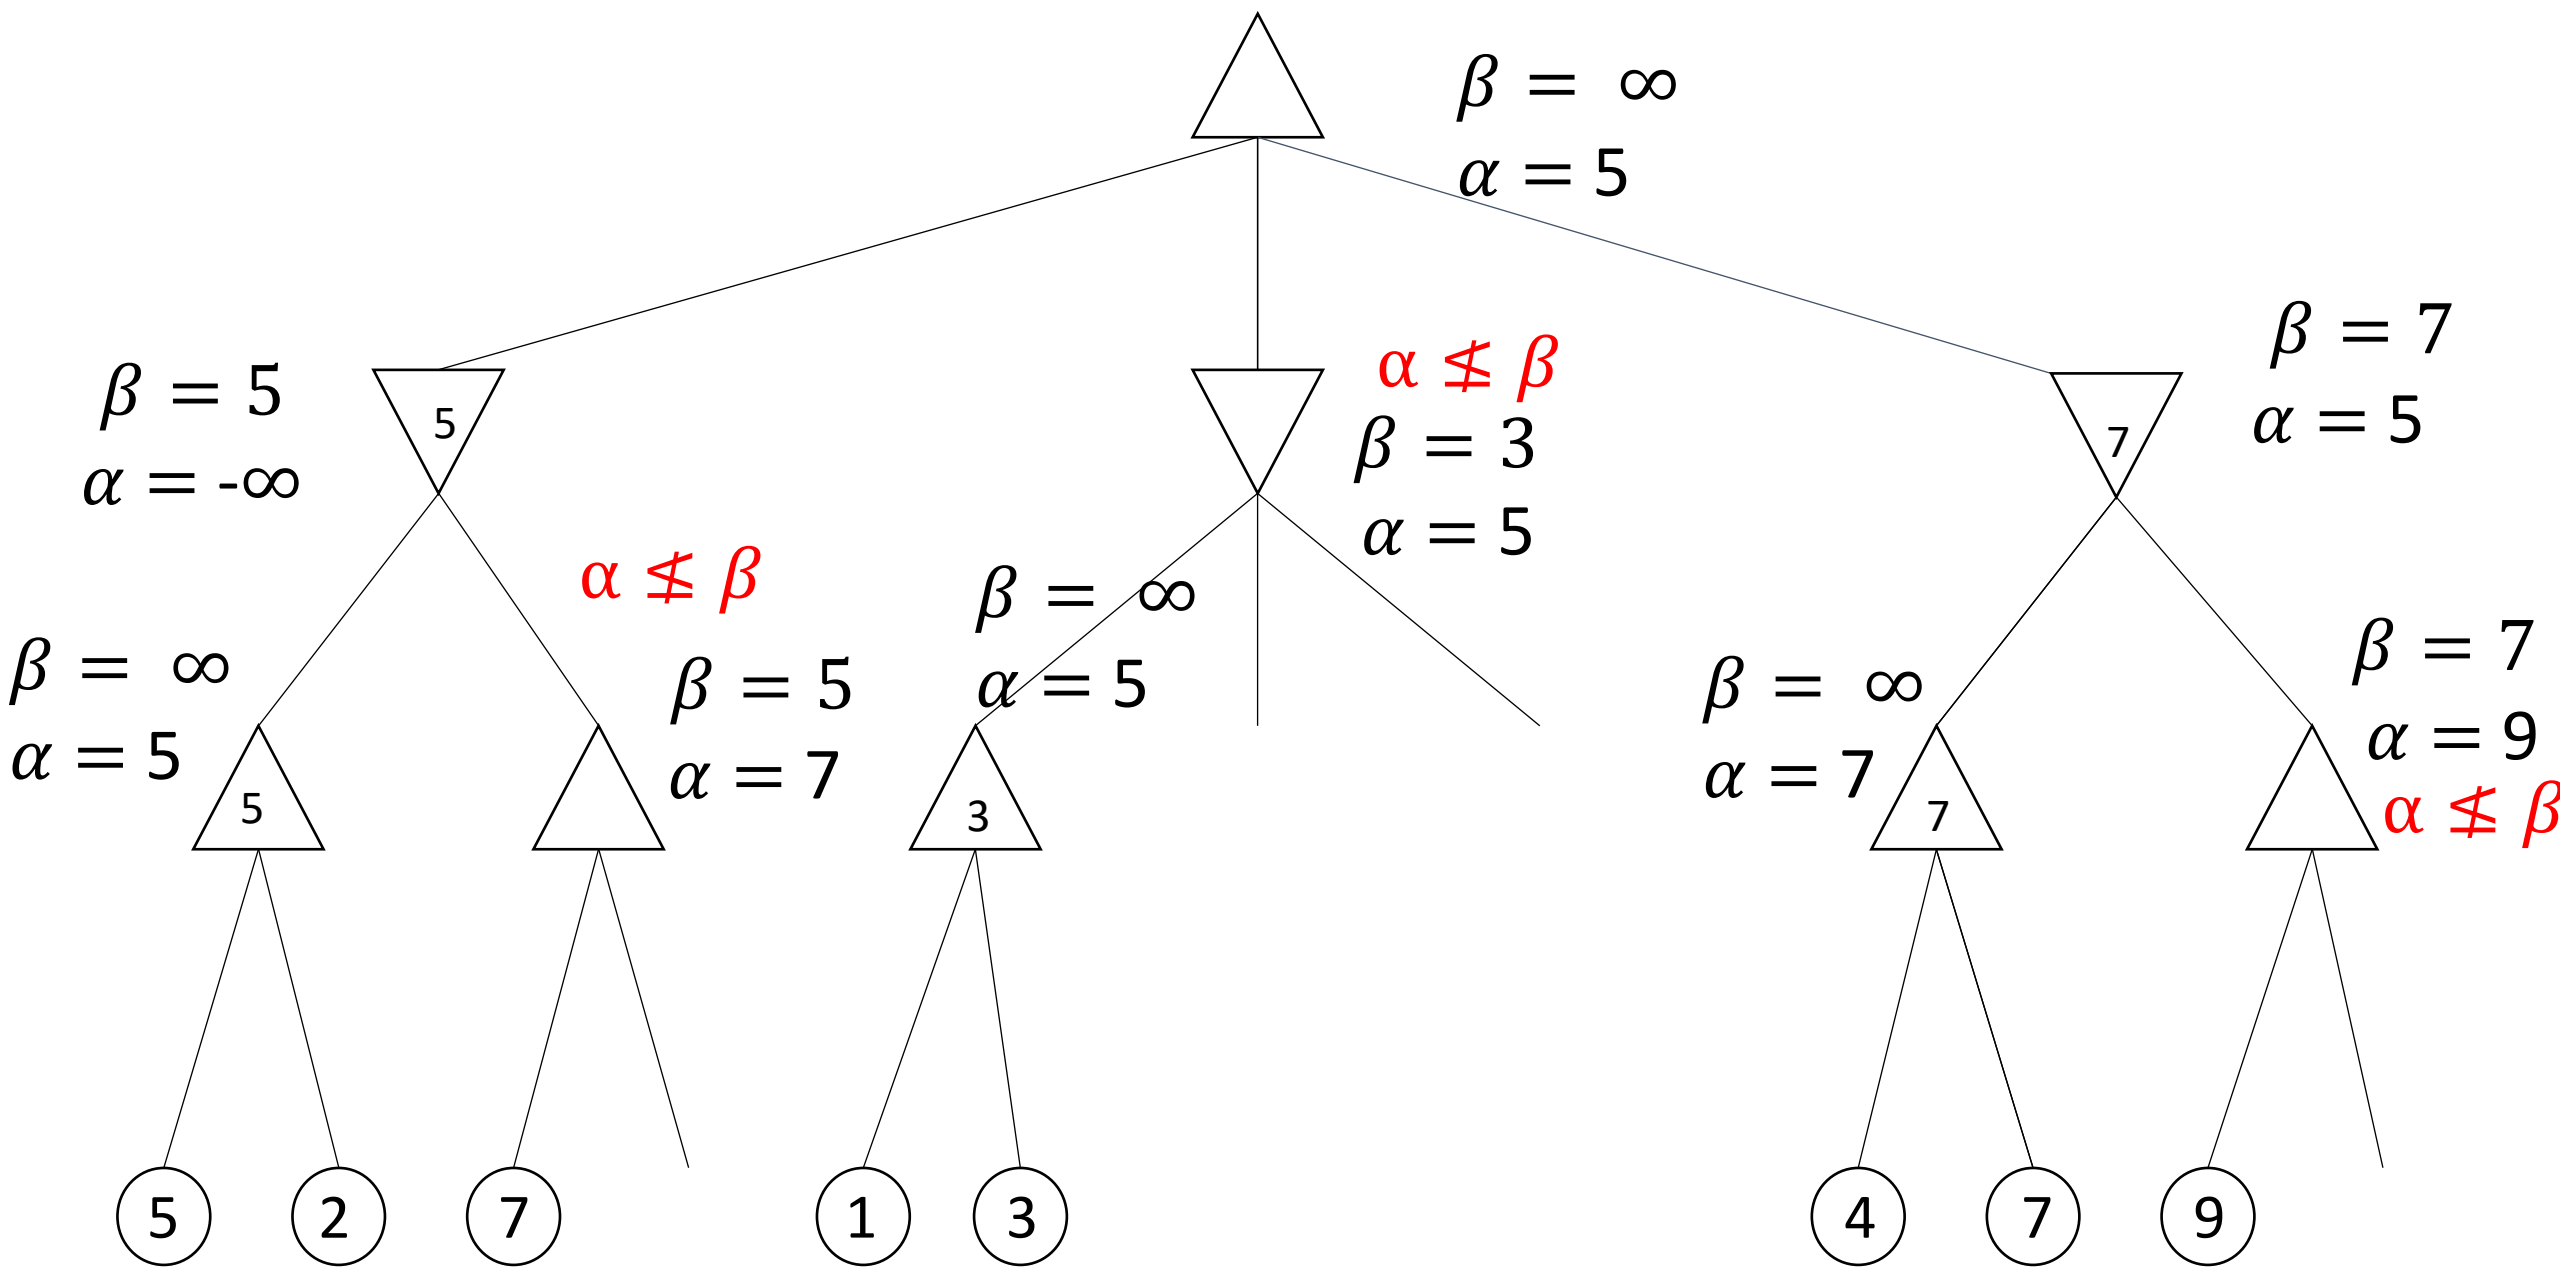 β = ∞
α = 5
β = 5
α = -∞
5
α ≰ β
β = 3
α = 5
β = 7
α = 5
7
β = ∞
α = 5
5
α ≰ β
β = 5
α = 7
β = ∞
α = 5
3
β = ∞
α = 7
7
β = 7
α = 9
α ≰ β
5 2 7 1 3 4 7 9